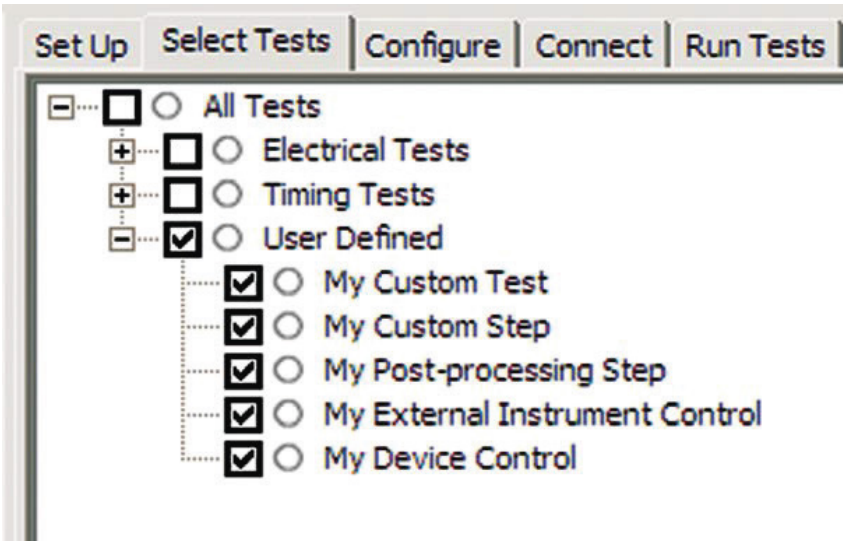 Set Up Select Tests Configure Connect Run Tests
All Tests
Electrical Tests
Timing Tests
User Defined
My Custom Test
My Custom Step
My Post-processing Step
My External Instrument Control
My Device Control